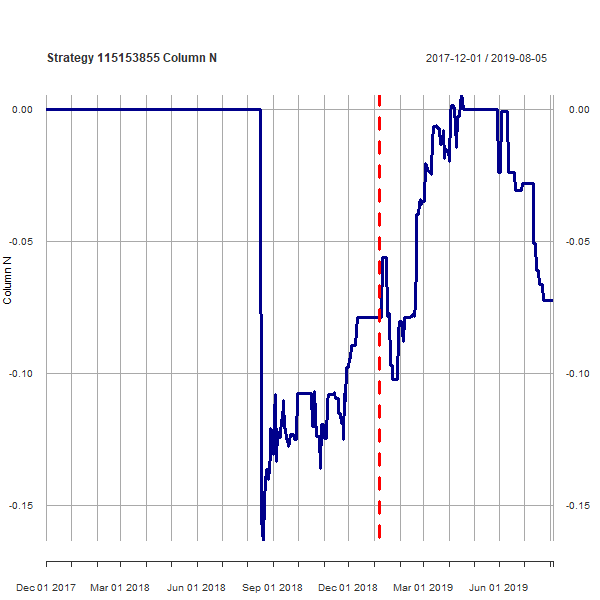 Strategy 115153855 Column N
2017-12-01 / 2019-08-05
0.00 0.00
-0.05 -0.05
Column N
-0.10 -0.10
-0.15 -0.15
Dec 01 2017 Mar 01 2018 Jun 01 2018 Sep 01 2018 Dec 01 2018 Mar 01 2019 Jun 01 2019